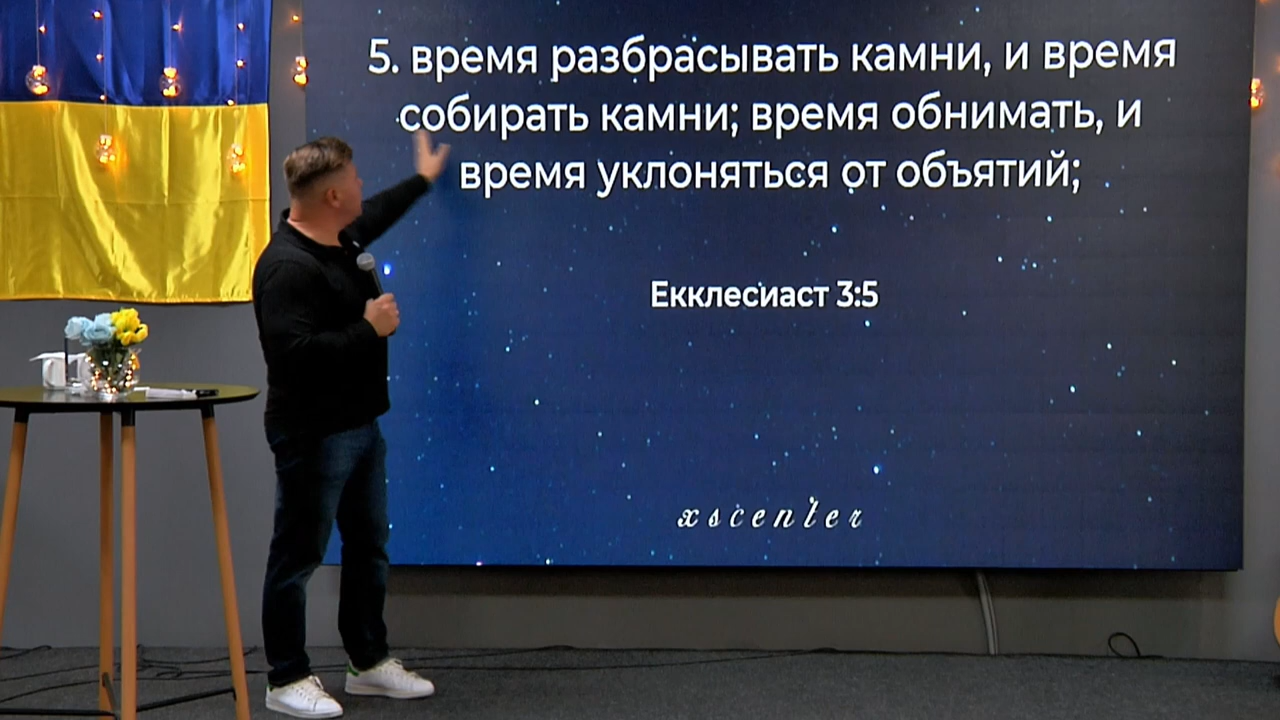 5. время разбрасывать камни, и время
собирать камни; время обнимать, и
время уклоняться от объятий;
Екклесиаст 3:5
xscenter